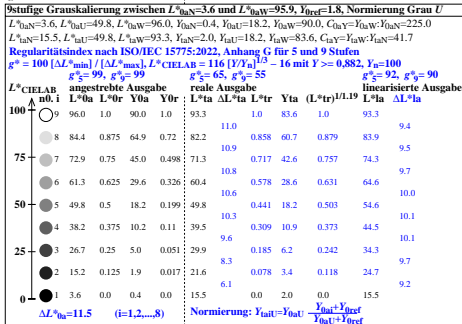 9stufige Grauskalierung zwischen L*0aN=3.6 und L*0aW=95.9, Y0ref=1.8, Normierung Grau U
L*0aN=3.6, L*0aU=49.8, L*0aW=96.0, Y0aN=0.4, Y0aU=18.2, Y0aW=90.0, C0aY=Y0aW:Y0aN=225.0
L*taN=15.5, L*taU=49.8, L*taW=93.3, YtaN=2.0, YtaU=18.2, YtaW=83.6, CtaY=YtaW:YtaN=41.7
Regularitätsindex nach ISO/IEC 15775:2022, Anhang G für 5 und 9 Stufen
g* = 100 [ΔL*min] / [ΔL*max], L*CIELAB = 116 [Y/Yn]1/3 − 16 mit Y >= 0,882, Yn=100
g*5= 99, g*9= 99 g*5= 65, g*9= 55 g*5= 92, g*9= 90
L*CIELAB angestrebte Ausgabe reale Ausgabe linearisierte Ausgabe
n0. i L*0a L*0r Y0a Y0r L*ta ΔL*ta L*tr Yta (L*tr)1/1.19 L*la ΔL*la
100 9 96.0 1.0 90.0 1.0 93.3 1.0 83.6 1.0 93.3
11.0 9.4
8 84.4 0.875 64.9 0.72 82.2 0.858 60.7 0.879 83.9
10.9 9.5
75 7 72.9 0.75 45.0 0.498 71.3 0.717 42.6 0.757 74.3
10.8 9.7
6 61.3 0.625 29.6 0.326 60.4 0.578 28.6 0.631 64.6
10.6 10.0
50 5 49.8 0.5 18.2 0.199 49.8 0.441 18.2 0.503 54.6
10.3 10.1
4 38.2 0.375 10.2 0.11 39.5 0.309 10.9 0.373 44.5
9.6 10.3
25 3 26.7 0.25 5.0 0.051 29.9 0.185 6.2 0.242 34.3
8.3 9.7
2 15.2 0.125 1.9 0.017 21.6 0.078 3.4 0.118 24.7
6.1 9.2
0 1 3.6 0.0 0.4 0.0 15.5 0.0 2.0 0.0 15.5
ΔL*0a=11.5 (i=1,2,...,8) Normierung: YtaiU=Y0aU Y0ai+Y0ref
Y0aU+Y0ref